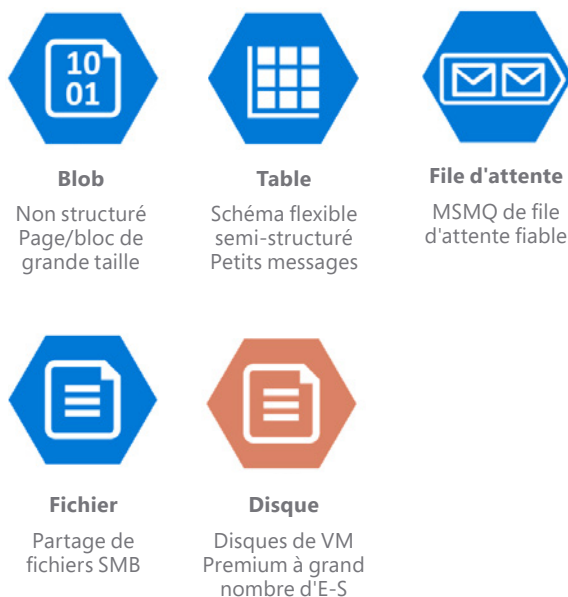 10
01
Blob
Non structuré
Page/bloc de
grande taille
Table
Schéma flexible
semi-structuré
Petits messages
File d'attente
MSMQ de file
d'attente fiable
Fichier
Partage de
fichiers SMB
Disque
Disques de VM
Premium à grand
nombre d'E-S